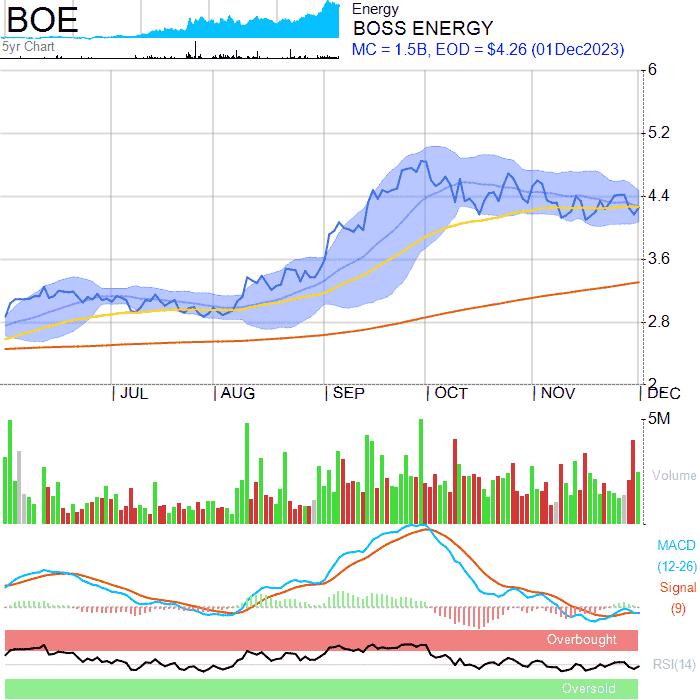 BOE
5yr Chart
Energy
BOSS ENERGY
MC = 1.5B, EOD = $4.26 (01Dec2023)
6
5.2
4.4
3.6
2.8
2
JUL AUG SEP OCT NOV DEC
5M
Volume
MACD
(12-26)
Signal
(9)
Overbought
RSI(14)
Oversold